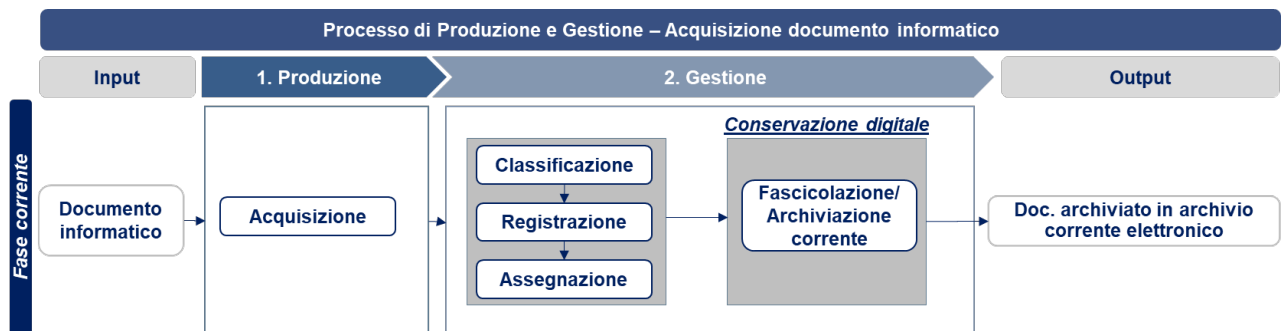 Processo di Produzione e Gestione – Acquisizione documento informatico
Input
1. Produzione
2. Gestione
Output
Fase corrente
Documento
informatico
Acquisizione
Classificazione
Registrazione
Assegnazione
Conservazione digitale
Fascicolazione/
Archiviazione
corrente
Doc. archiviato in archivio
corrente elettronico